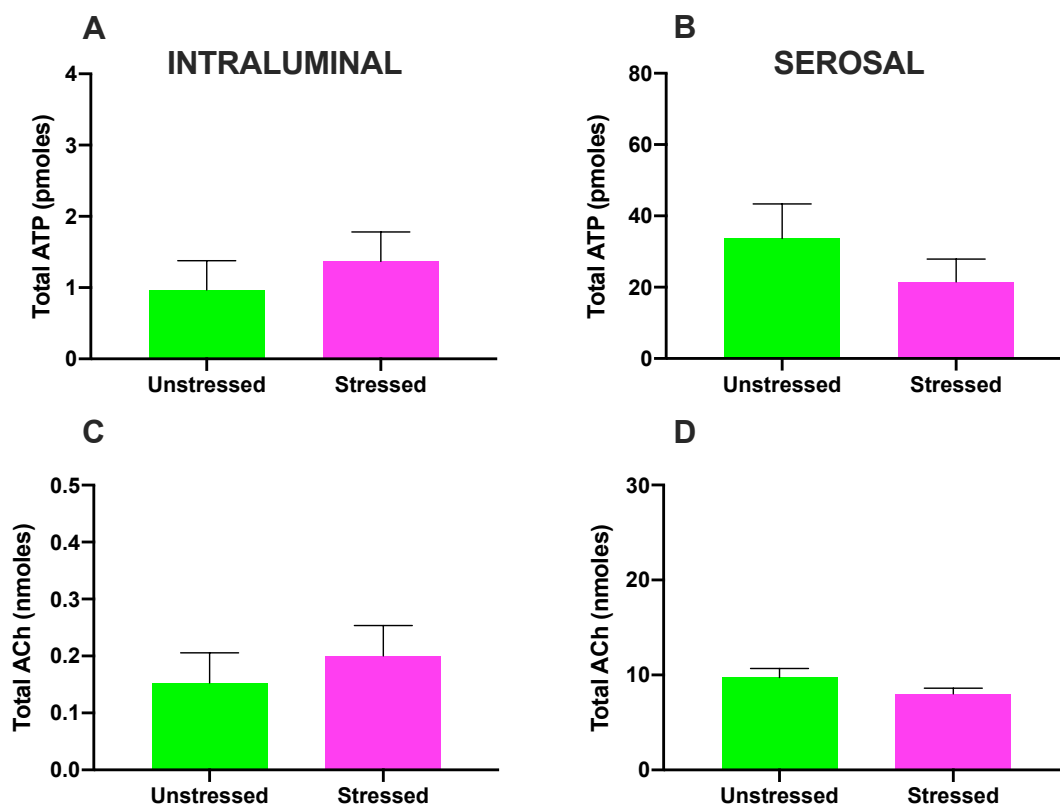 A
INTRALUMINAL
Total ATP (pmoles)
4
3
2
1
0
Unstressed Stressed
B
SEROSAL
Total ATP (pmoles)
80
60
40
20
0
Unstressed Stressed
C
Total ACh (nmoles)
0.5
0.4
0.3
0.2
0.1
0.0
Unstressed Stressed
D
Total ACh (nmoles)
30
20
10
0
Unstressed Stressed